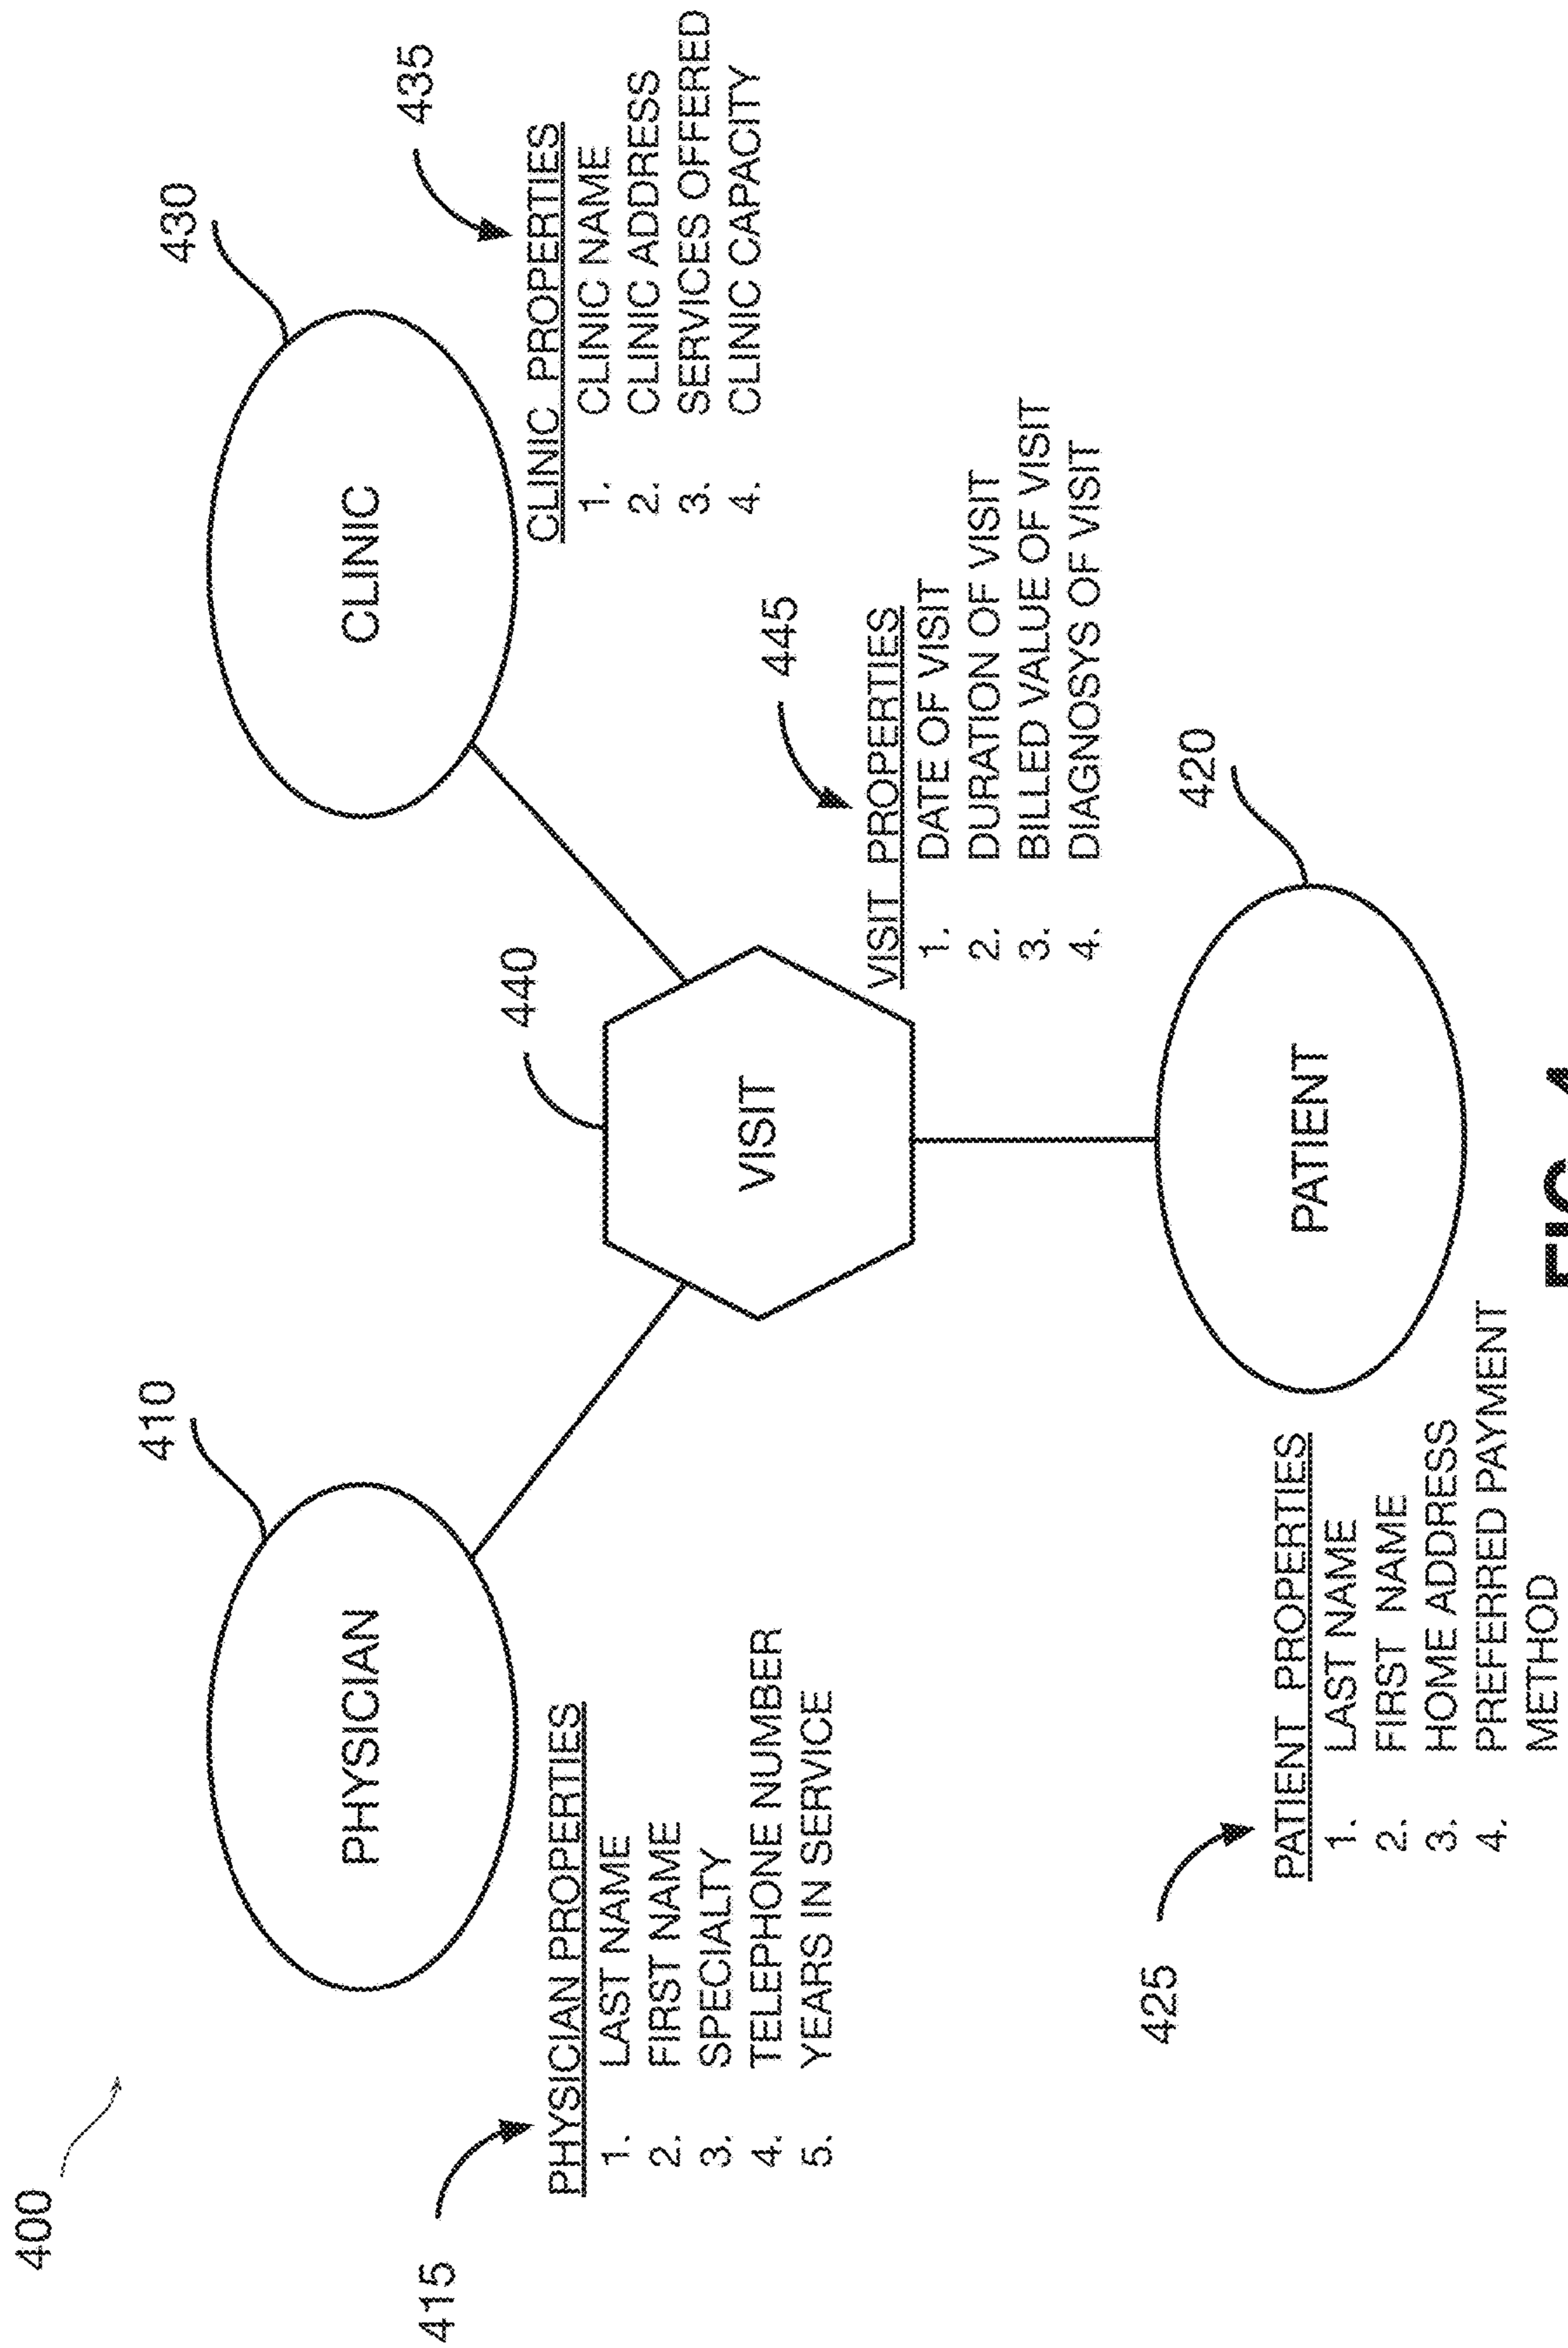 400
410
PHYSICIAN
430
CLINIC
415
PHYSICIAN PROPERTIES
1. LAST NAME
2. FIRST NAME
3. SPECIALTY
4. TELEPHONE NUMBER
5. YEARS IN SERVICE
435
CLINIC PROPERTIES
1. CLINIC NAME
2. CLINIC ADDRESS
3. SERVICES OFFERED
4. CLINIC CAPACITY
440
VISIT
445
VISIT PROPERTIES
1. DATE OF VISIT
2. DURATION OF VISIT
3. BILLED VALUE OF VISIT
4. DIAGNOSYS OF VISIT
420
PATIENT
425
PATIENT PROPERTIES
1. LAST NAME
2. FIRST NAME
3. HOME ADDRESS
4. PREFERRED PAYMENT
METHOD